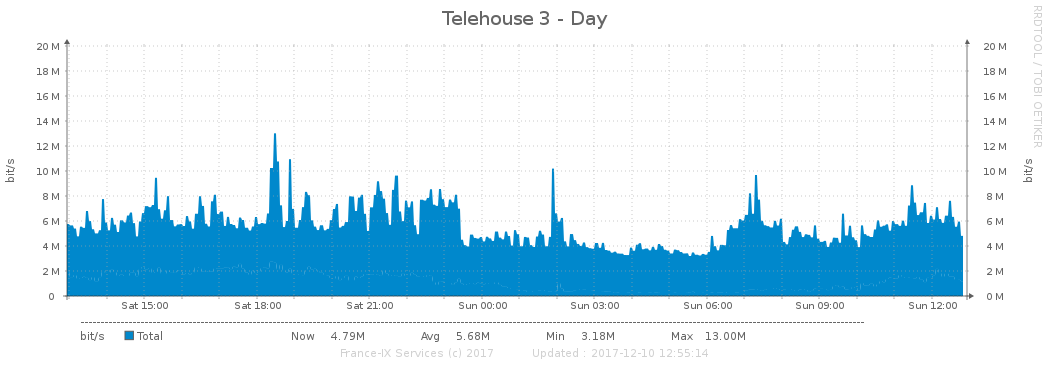 Telehouse 3 - Day
RRDTOOL / TOBI OETIKER
bit/s
bit/s
20 M 20 M
18 M 18 M
16 M 16 M
14 M 14 M
12 M 12 M
10 M 10 M
8 M 8 M
6 M 6 M
4 M 4 M
2 M 2 M
0 0 M
Sat 15:00 Sat 18:00 Sat 21:00 Sun 00:00 Sun 03:00 Sun 06:00 Sun 09:00 Sun 12:00
bit/s Total Now 4.79M Avg 5.68M Min 3.18M Max 13.00M
France-IX Services (c) 2017 Updated : 2017-12-10 12:55:14